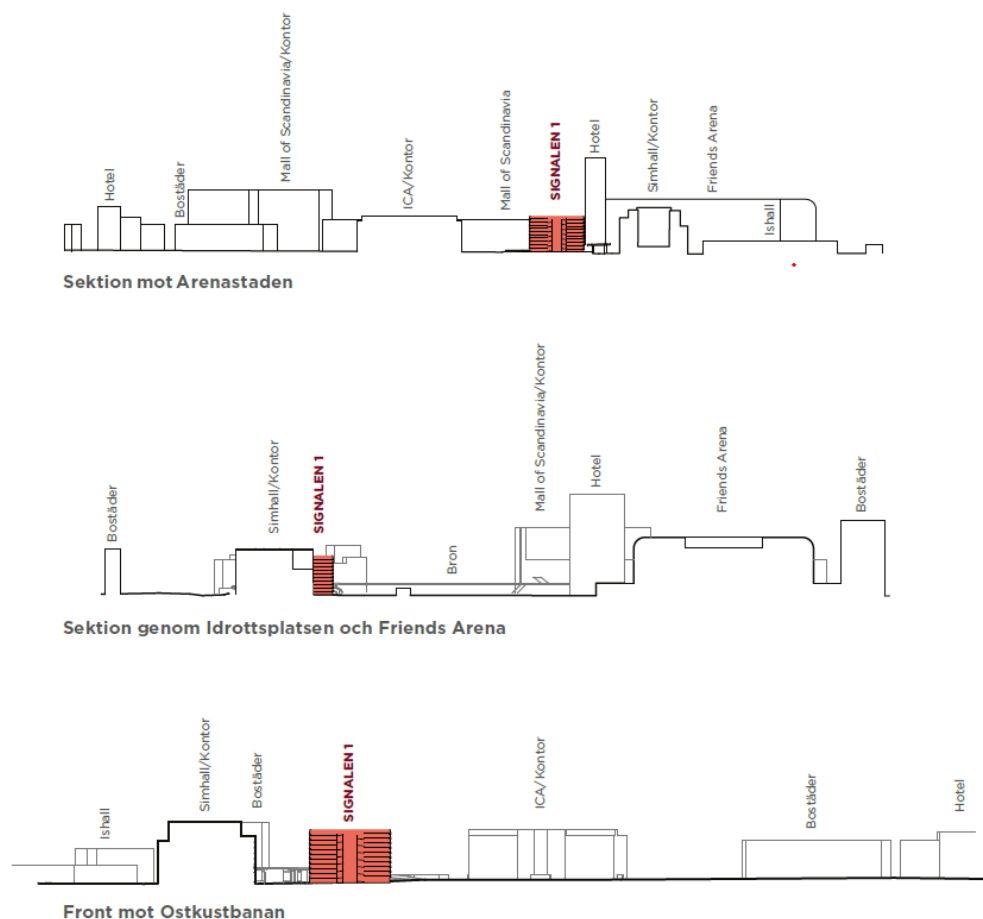 Hotel
Bostäder
Mall of Scandinavia/Kontor
ICA/Kontor
Mall of Scandinavia
SIGNALEN 1
Hotel
Simhall/Kontor
Friends Arena
Ishall
Sektion mot Arenastaden
Bostäder
Simhall/Kontor
SIGNALEN 1
Bron
Mall of Scandinavia/Kontor
Hotel
Friends Arena
Bostäder
Sektion genom Idrottsplatsen och Friends Arena
Ishall
Simhall/Kontor
Bostäder
SIGNALEN 1
ICA/Kontor
Bostäder
Hotel
Front mot Ostkustbanan